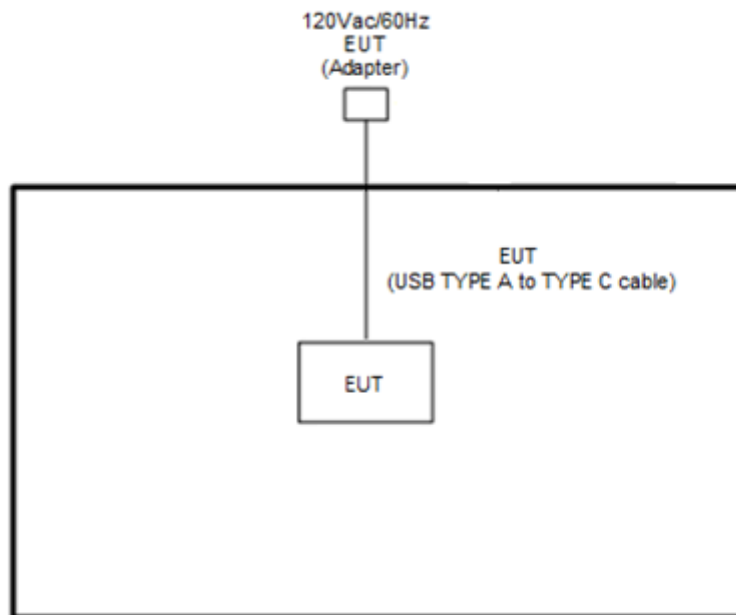 120Vac/60Hz
EUT
(Adapter)
EUT
(USB TYPE A to TYPE C cable)
EUT